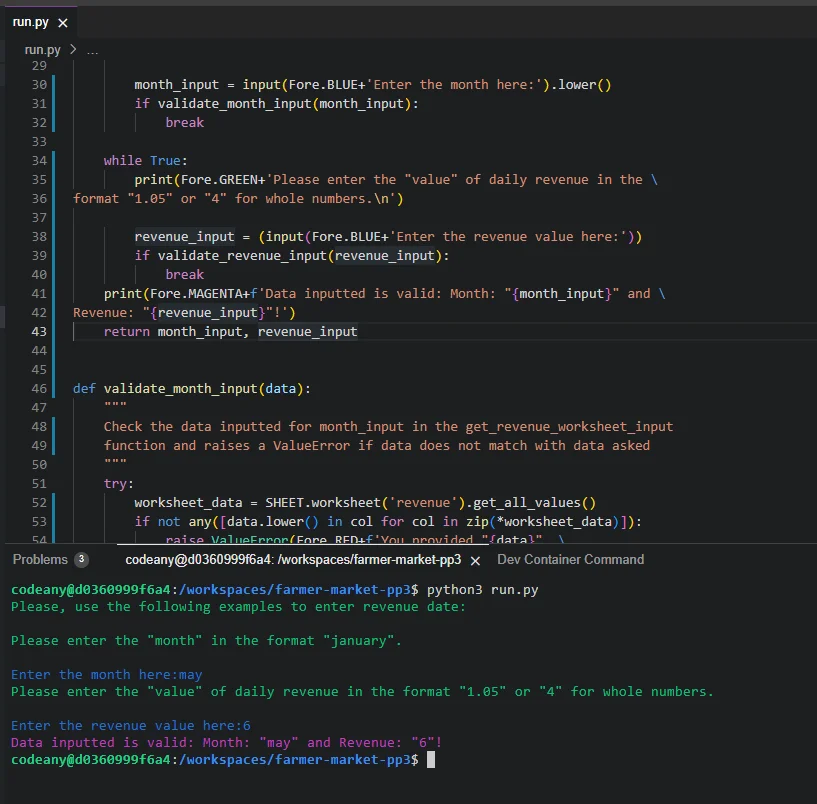 run.py ×
run.py > ...
29
30 month_input = input(Fore.BLUE+'Enter the month here:').lower()
31 if validate_month_input(month_input):
32 break
33
34 while True:
35 print(Fore.GREEN+'Please enter the "value" of daily revenue in the \
36 format "1.05" or "4" for whole numbers.\n')
37
38 revenue_input = (input(Fore.BLUE+'Enter the revenue value here:'))
39 if validate_revenue_input(revenue_input):
40 break
41 print(Fore.MAGENTA+f'Data inputted is valid: Month: "{month_input}" and \
42 Revenue: "{revenue_input}"!')
43 return month_input, revenue_input
44
45
46 def validate_month_input(data):
47 """
48 Check the data inputted for month_input in the get_revenue_worksheet_input
49 function and raises a ValueError if data does not match with data asked
50 """
51 try:
52 worksheet_data = SHEET.worksheet('revenue').get_all_values()
53 if not any([data.lower() in col for col in zip(*worksheet_data)]):
54 raise ValueError(Fore.RED+f'You provided "{data}", \
Problems 3 codeany@d0360999f6a4: /workspaces/farmer-market-pp3 × Dev Container Command
codeany@d0360999f6a4:/workspaces/farmer-market-pp3$ python3 run.py
Please, use the following examples to enter revenue date:
Please enter the "month" in the format "january".
Enter the month here:may
Please enter the "value" of daily revenue in the format "1.05" or "4" for whole numbers.
Enter the revenue value here:6
Data inputted is valid: Month: "may" and Revenue: "6"!
codeany@d0360999f6a4:/workspaces/farmer-market-pp3$